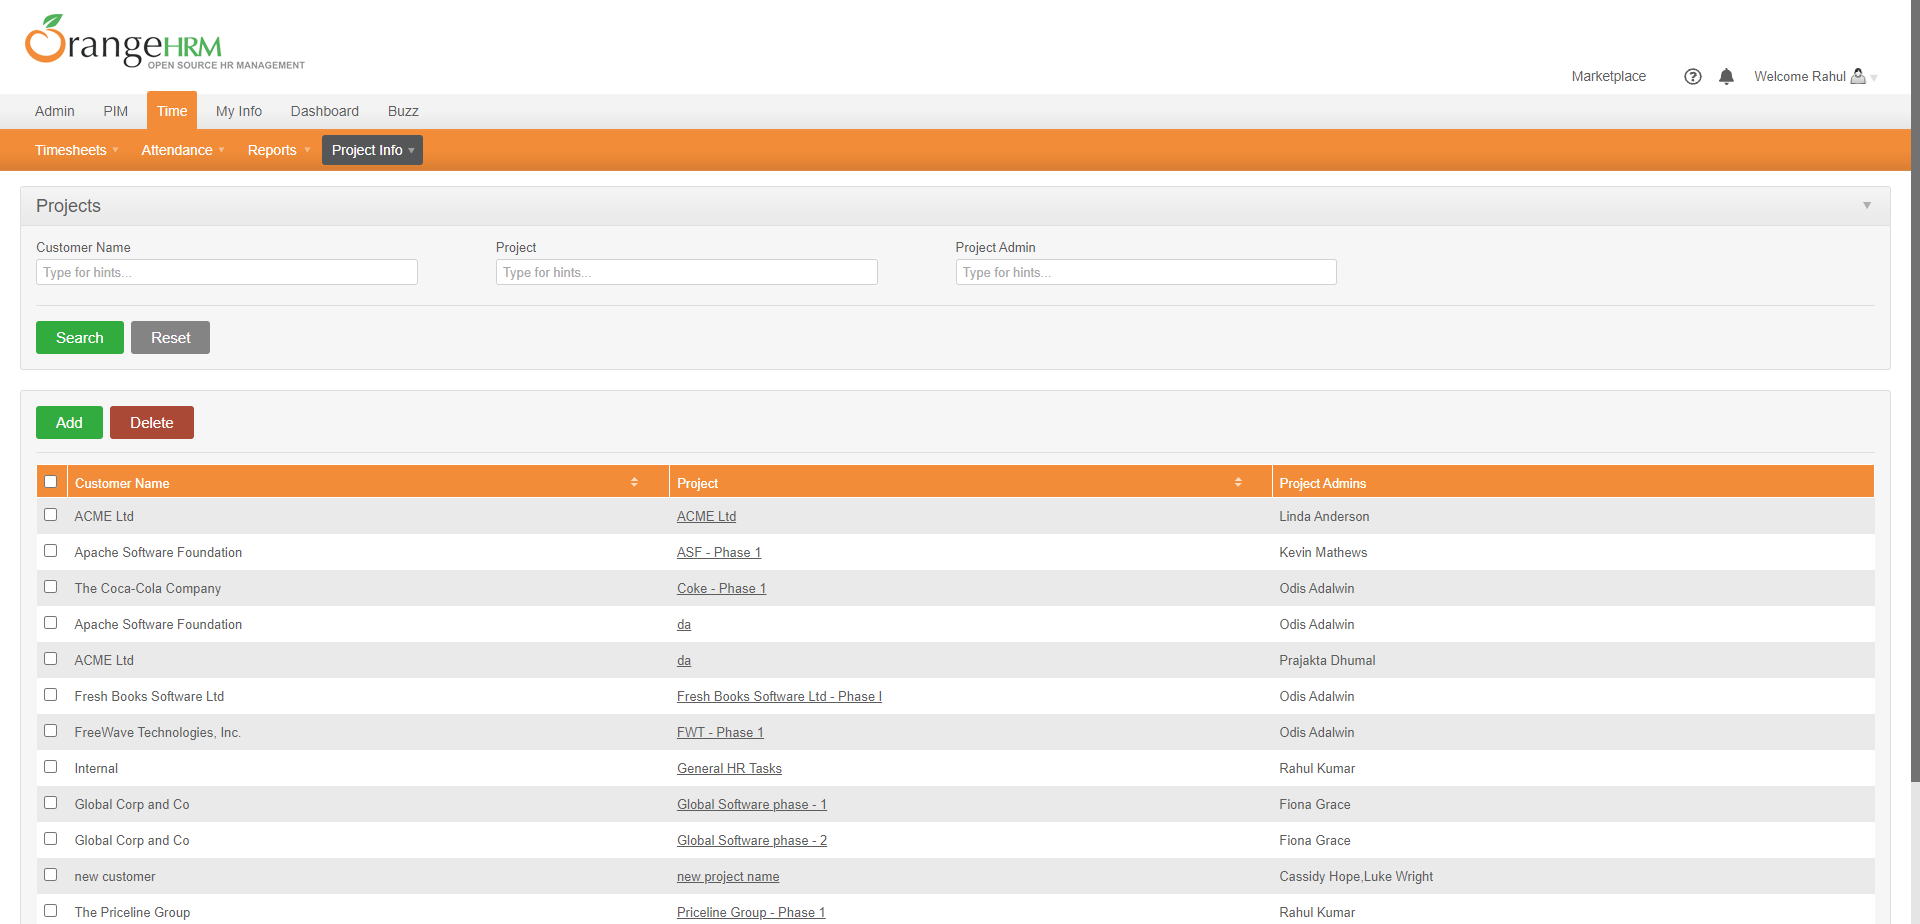 OrangeHRM
OPEN SOURCE HR MANAGEMENT
Marketplace
Welcome Rahul
Admin PIM Time My Info Dashboard Buzz
Timesheets Attendance Reports Project Info
Projects
Customer Name Project Project Admin
Type for hints... Type for hints... Type for hints...
Search Reset
Add Delete
Customer Name Project Project Admins
ACME Ltd ACME Ltd Linda Anderson
Apache Software Foundation ASF - Phase 1 Kevin Mathews
The Coca-Cola Company Coke - Phase 1 Odis Adalwin
Apache Software Foundation da Odis Adalwin
ACME Ltd da Prajakta Dhumal
Fresh Books Software Ltd Fresh Books Software Ltd - Phase I Odis Adalwin
FreeWave Technologies, Inc. FWT - Phase 1 Odis Adalwin
Internal General HR Tasks Rahul Kumar
Global Corp and Co Global Software phase - 1 Fiona Grace
Global Corp and Co Global Software phase - 2 Fiona Grace
new customer new project name Cassidy Hope,Luke Wright
The Priceline Group Priceline Group - Phase 1 Rahul Kumar